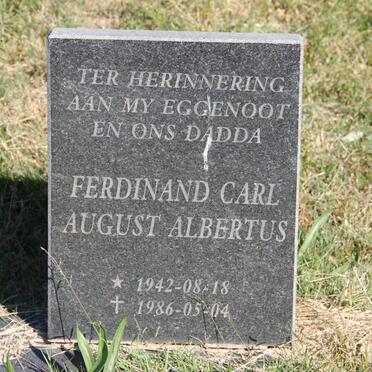 TER HERINNERING
AAN MY EGGENOOT
EN ONS DADDA
FERDINAND CARL
AUGUST ALBERTUS
★ 1942-08-18
✝ 1986-05-04